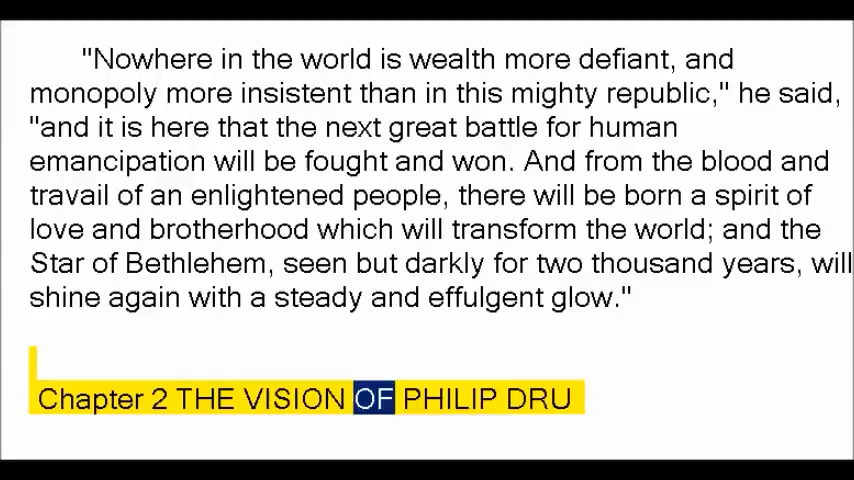 "Nowhere in the world is wealth more defiant, and
monopoly more insistent than in this mighty republic," he said,
"and it is here that the next great battle for human
emancipation will be fought and won. And from the blood and
travail of an enlightened people, there will be born a spirit of
love and brotherhood which will transform the world; and the
Star of Bethlehem, seen but darkly for two thousand years, will
shine again with a steady and effulgent glow."
Chapter 2 THE VISION OF PHILIP DRU